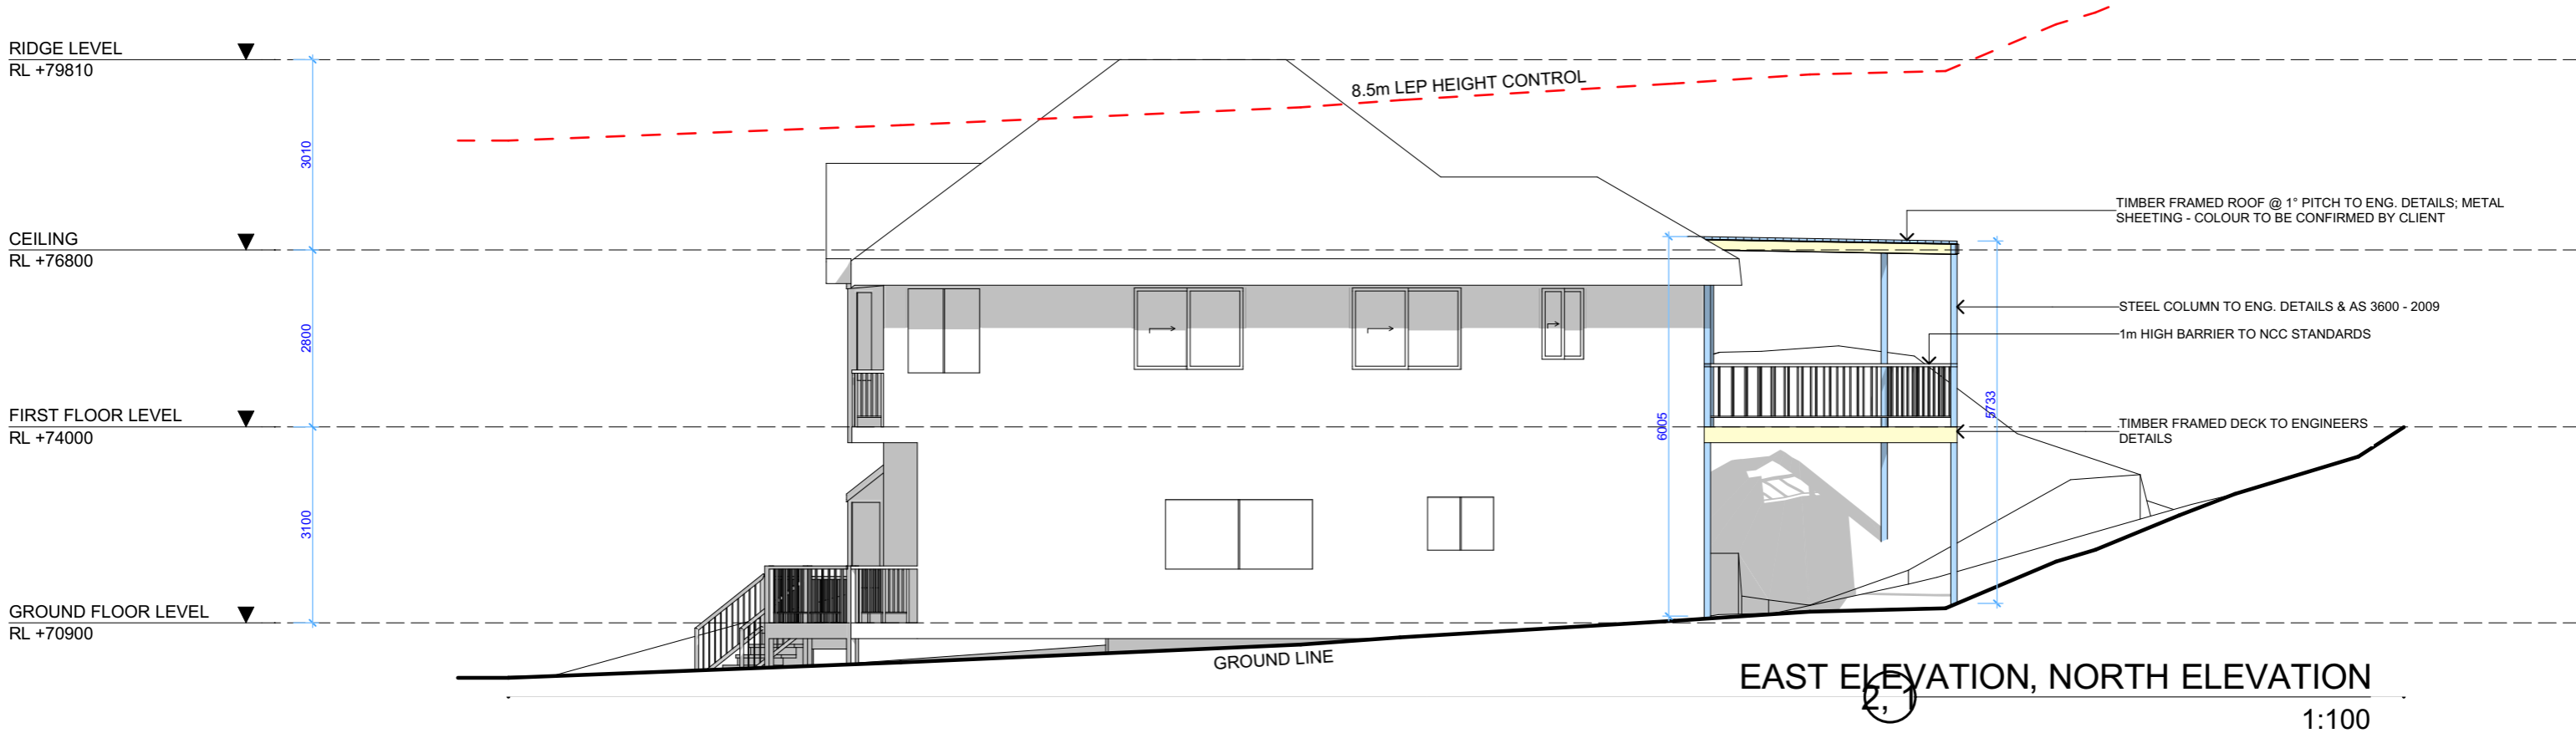 RIDGE LEVEL
RL +79810
8.5m LEP HEIGHT CONTROL
3010
TIMBER FRAMED ROOF @ 1° PITCH TO ENG. DETAILS; METAL
SHEETING - COLOUR TO BE CONFIRMED BY CLIENT
CEILING
RL +76800
STEEL COLUMN TO ENG. DETAILS & AS 3600 - 2009
1m HIGH BARRIER TO NCC STANDARDS
2800
5733
6005
FIRST FLOOR LEVEL
RL +74000
TIMBER FRAMED DECK TO ENGINEERS
DETAILS
3100
GROUND FLOOR LEVEL
RL +70900
GROUND LINE
EAST ELEVATION, NORTH ELEVATION
2, 1
1:100